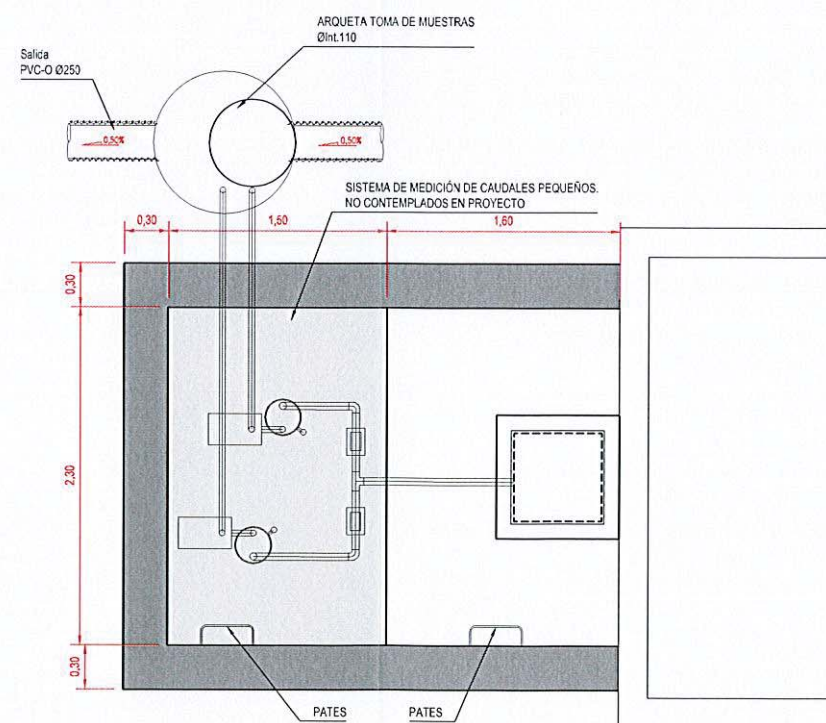 ARQUETA TOMA DE MUESTRAS
ØInt.110
Salida
PVC-O Ø250
0,50%
0,50%
SISTEMA DE MEDICIÓN DE CAUDALES PEQUEÑOS.
NO CONTEMPLADOS EN PROYECTO
0,30
1,60
1,60
0,30
2,30
0,30
PATES
PATES